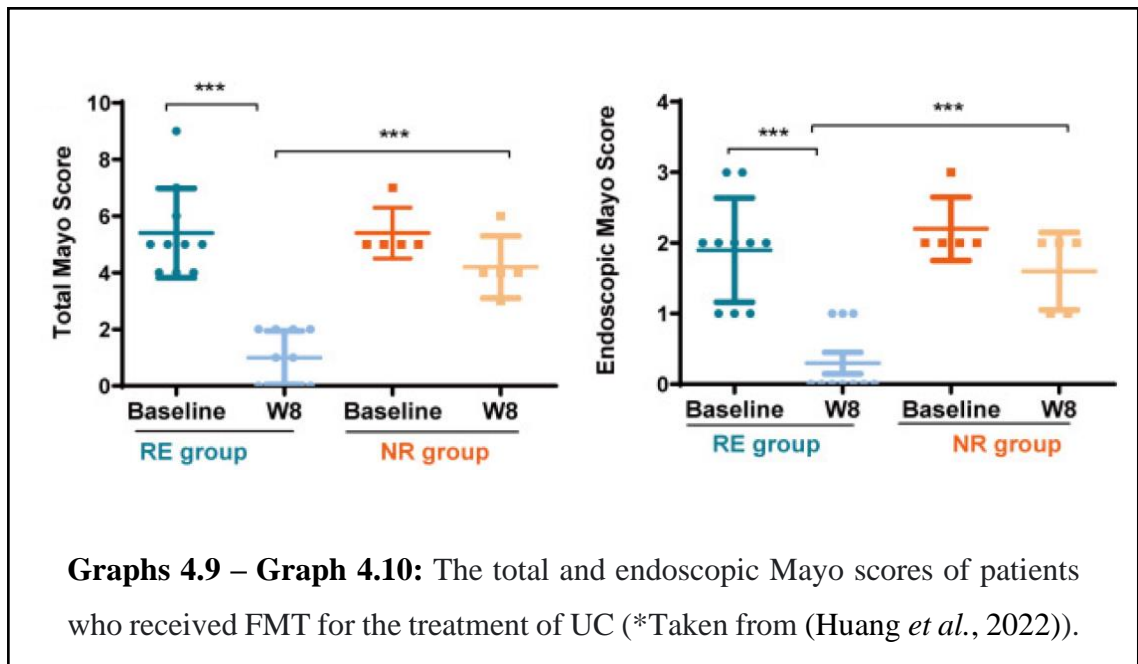 ***
***
10
8
6
4
2
0
Total Mayo Score
Baseline W8 Baseline W8
RE group NR group
***
***
4
3
2
1
0
Endoscopic Mayo Score
Baseline W8 Baseline W8
RE group NR group
Graphs 4.9 – Graph 4.10: The total and endoscopic Mayo scores of patients
who received FMT for the treatment of UC (*Taken from (Huang et al., 2022)).